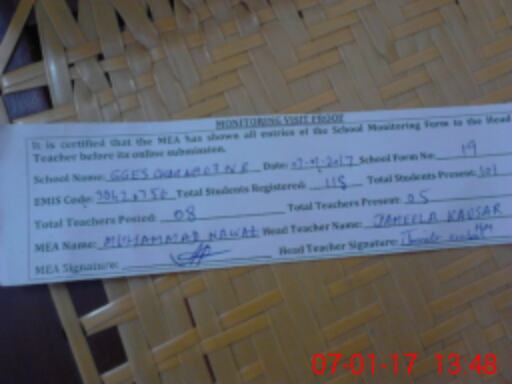 MONITORING VISIT PROOF
It is certified that the MEA has shown all entries of the School Monitoring Form to the Head
Teacher before its online submission.
School Name: GGES Date: 07-01-2017 School Form No: 19
EMIS Code: Total Students Registered: 118 Total Students Present: 101
Total Teachers Posted: 08 Total Teachers Present: 05
MEA Name: MUHAMMAD NAWAZ Head Teacher Name: JAMEELA KAUSAR
MEA Signature: Head Teacher Signature:
07-01-17 13:48